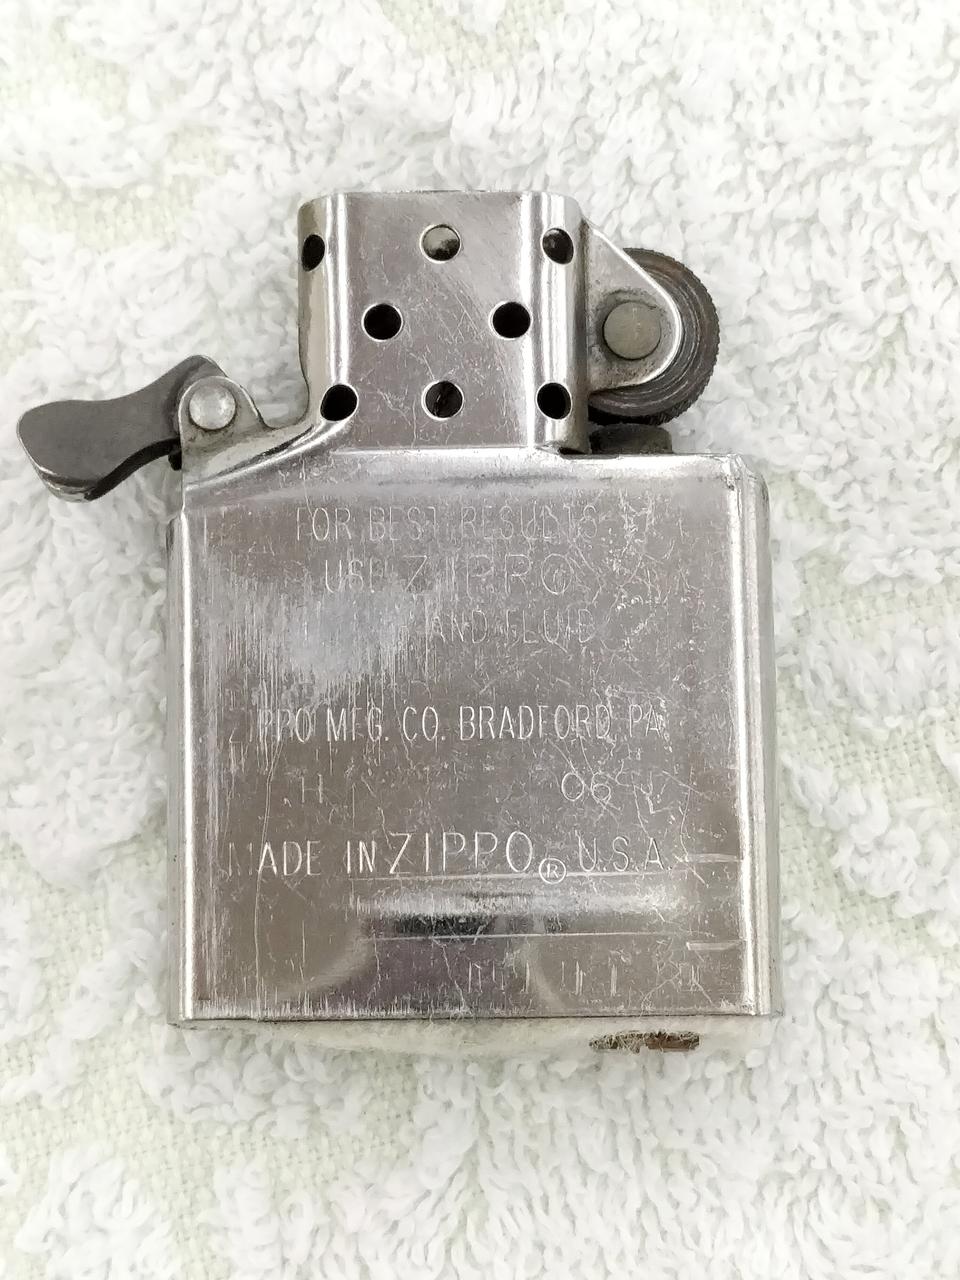 FOR BEST RESULTS
USE ZIPPO
AND FLUID
ZIPPO MFG. CO. BRADFORD, PA
H 06
MADE IN ZIPPO® U.S.A.